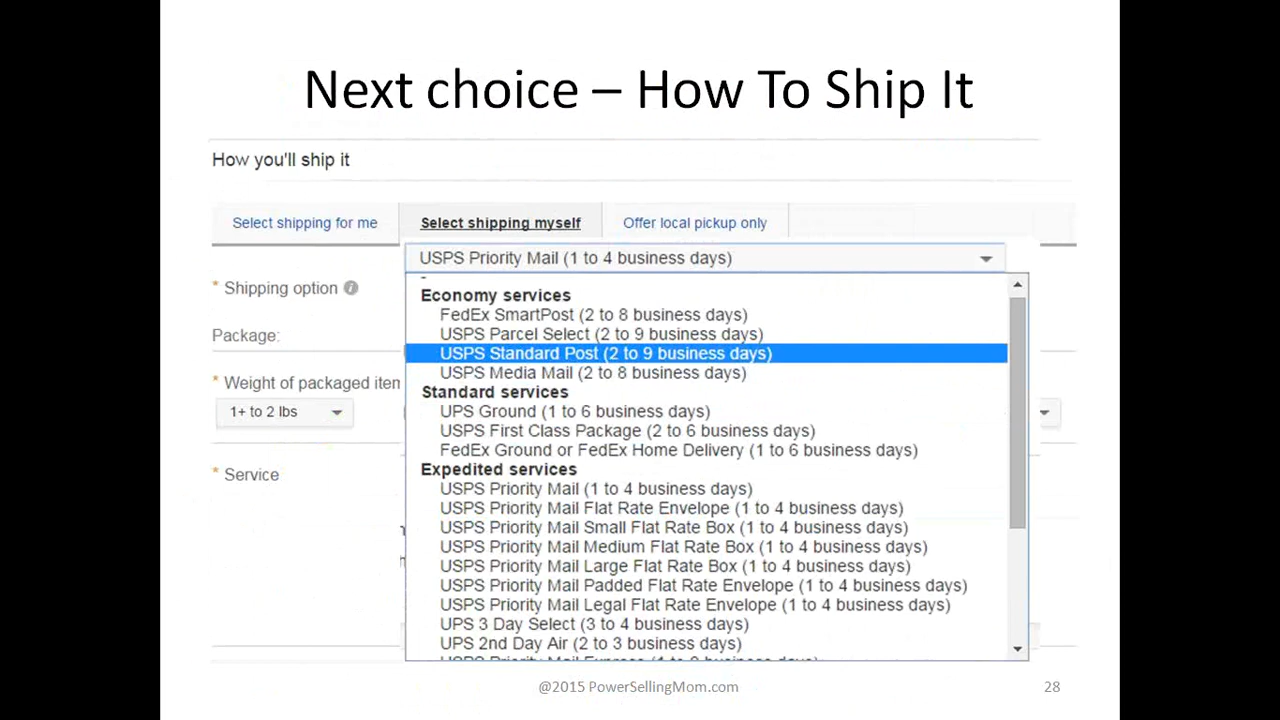 Next choice – How To Ship It
How you'll ship it
Select shipping for me
Select shipping myself
Offer local pickup only
USPS Priority Mail (1 to 4 business days)
* Shipping option
Package:
* Weight of packaged item
1+ to 2 lbs
* Service
Economy services
FedEx SmartPost (2 to 8 business days)
USPS Parcel Select (2 to 9 business days)
USPS Standard Post (2 to 9 business days)
USPS Media Mail (2 to 8 business days)
Standard services
UPS Ground (1 to 6 business days)
USPS First Class Package (2 to 6 business days)
FedEx Ground or FedEx Home Delivery (1 to 6 business days)
Expedited services
USPS Priority Mail (1 to 4 business days)
USPS Priority Mail Flat Rate Envelope (1 to 4 business days)
USPS Priority Mail Small Flat Rate Box (1 to 4 business days)
USPS Priority Mail Medium Flat Rate Box (1 to 4 business days)
USPS Priority Mail Large Flat Rate Box (1 to 4 business days)
USPS Priority Mail Padded Flat Rate Envelope (1 to 4 business days)
USPS Priority Mail Legal Flat Rate Envelope (1 to 4 business days)
UPS 3 Day Select (3 to 4 business days)
UPS 2nd Day Air (2 to 3 business days)
@2015 PowerSellingMom.com
28